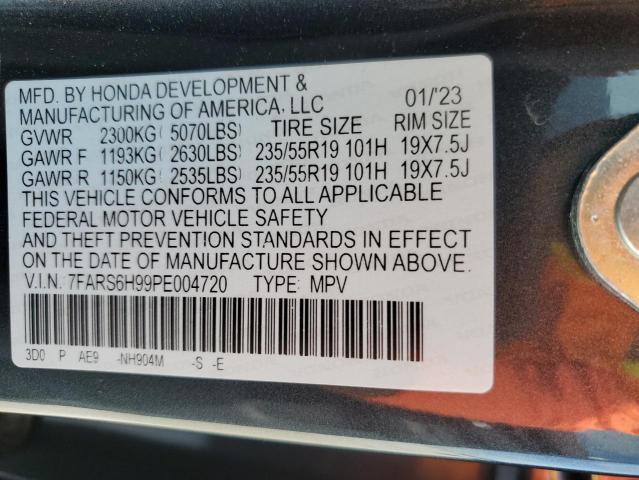 MFD. BY HONDA DEVELOPMENT &
MANUFACTURING OF AMERICA, LLC 01/'23
GVWR 2300KG( 5070LBS) TIRE SIZE RIM SIZE
GAWR F 1193KG( 2630LBS) 235/55R19 101H 19X7.5J
GAWR R 1150KG( 2535LBS) 235/55R19 101H 19X7.5J
THIS VEHICLE CONFORMS TO ALL APPLICABLE
FEDERAL MOTOR VEHICLE SAFETY
AND THEFT PREVENTION STANDARDS IN EFFECT
ON THE DATE OF MANUFACTURE SHOWN ABOVE.
V.I.N. 7FARS6H99PE004720 TYPE: MPV
3D0 P AE9 -NH904M -S -E